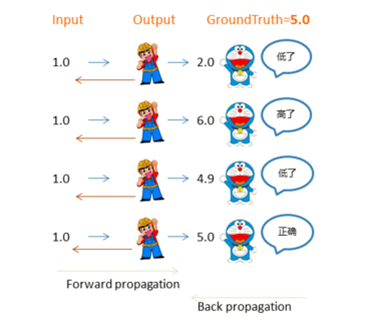 Input Output GroundTruth=5.0
1.0 2.0 低了
1.0 6.0 高了
1.0 4.9 低了
1.0 5.0 正确
Forward propagation
Back propagation